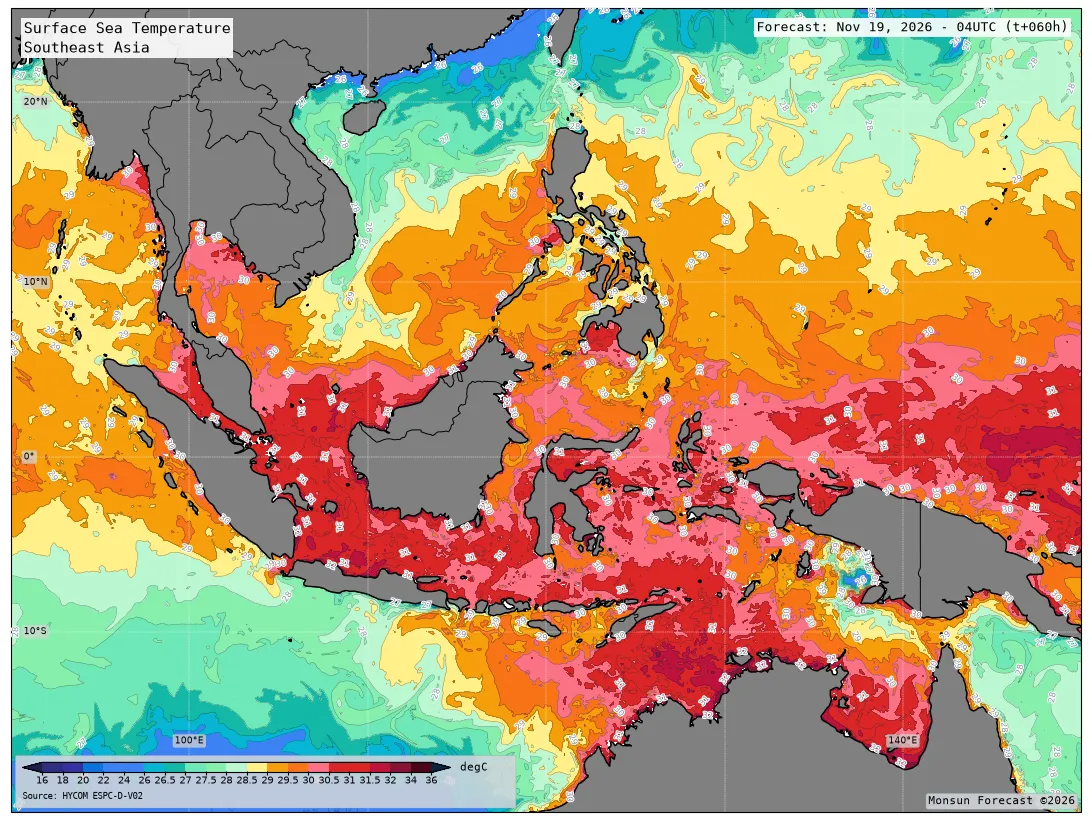 Surface Sea Temperature
Southeast Asia
Forecast: Nov 19, 2026 - 04UTC (t+060h)
20°N
10°N
0°
10°S
100°E
140°E
degC
16 18 20 22 24 26 26.5 27 27.5 28 28.5 29 29.5 30 30.5 31 31.5 32 34 36
Source: HYCOM ESPC-D-V02
Monsun Forecast ©2026